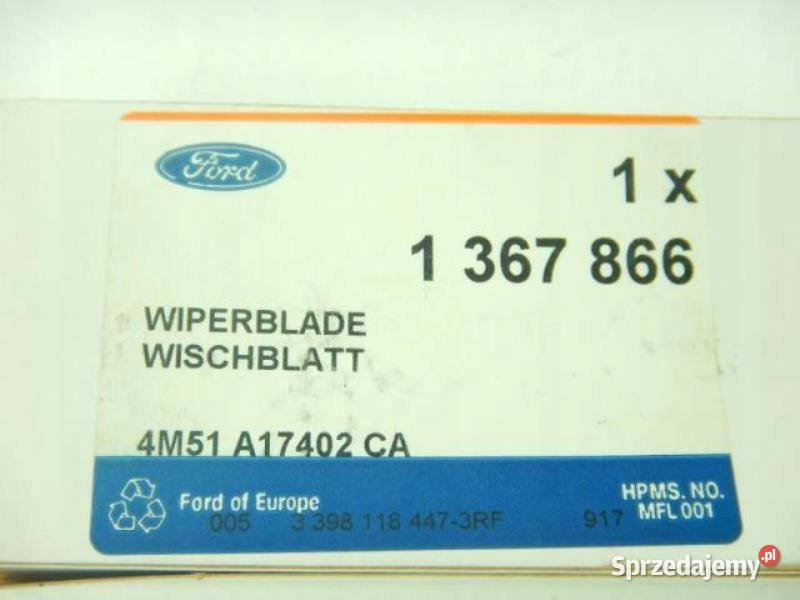 Ford
1 x
1 367 866
WIPERBLADE
WISCHBLATT
4M51 A17402 CA
Ford of Europe
HPMS. NO.
MFL 001
005 3 398 118 447-3RF 917
Sprzedajemy.pl